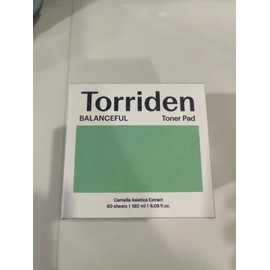 Torriden
BALANCEFUL Toner Pad
Centella Asiatica Extract
60 sheets | 180 ml | 6.08 fl.oz.